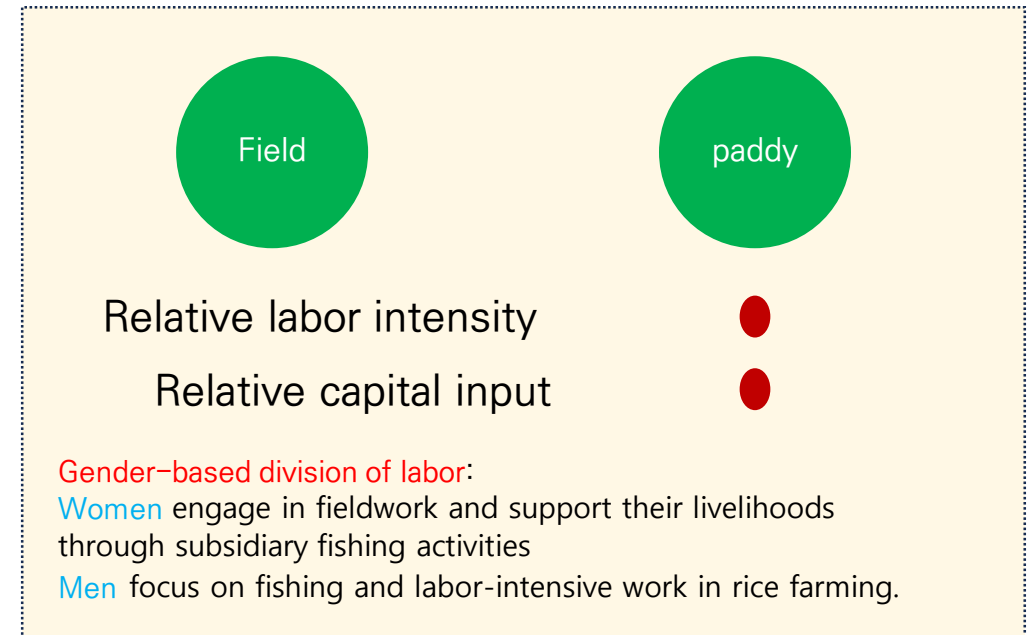 Field
paddy
Relative labor intensity
Relative capital input
Gender-based division of labor:
Women engage in fieldwork and support their livelihoods
through subsidiary fishing activities
Men focus on fishing and labor-intensive work in rice farming.